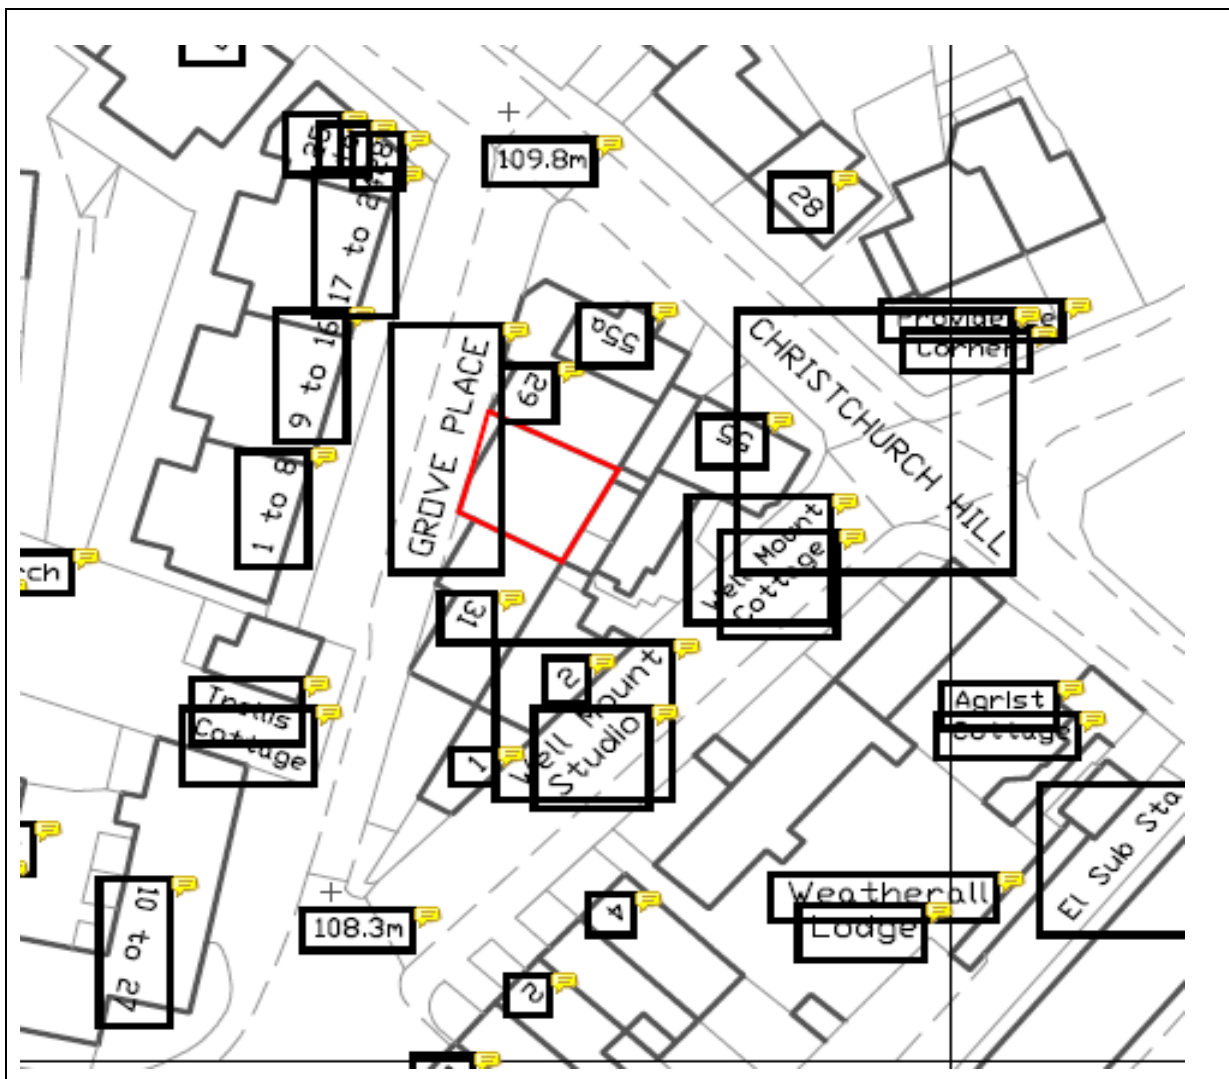 109.8m
28
17 to 24
9 to 16
1 to 8
55a
29
GROVE PLACE
CHRISTCHURCH HILL
Corner
55
Well Mount
Cottage
31
2
Well Mount
Studio
1
Trellis
Cottage
Cottage
El Sub Sta
Weatherall
Lodge
10 to 27
108.3m
4
2